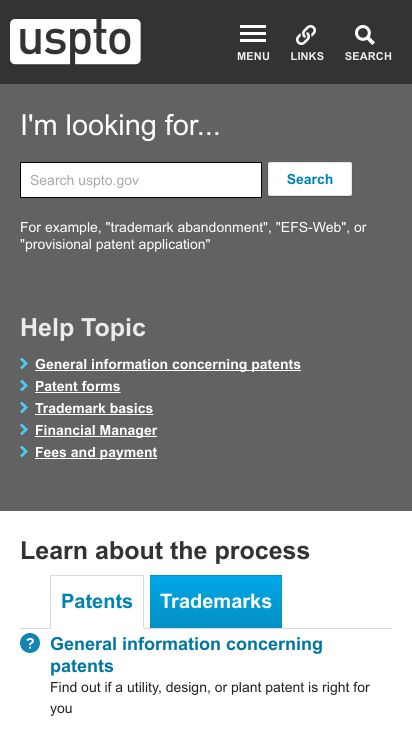 uspto
MENU LINKS SEARCH
I'm looking for...
Search uspto.gov Search
For example, "trademark abandonment", "EFS-Web", or
"provisional patent application"
Help Topic
General information concerning patents
Patent forms
Trademark basics
Financial Manager
Fees and payment
Learn about the process
Patents Trademarks
? General information concerning
patents
Find out if a utility, design, or plant patent is right for
you